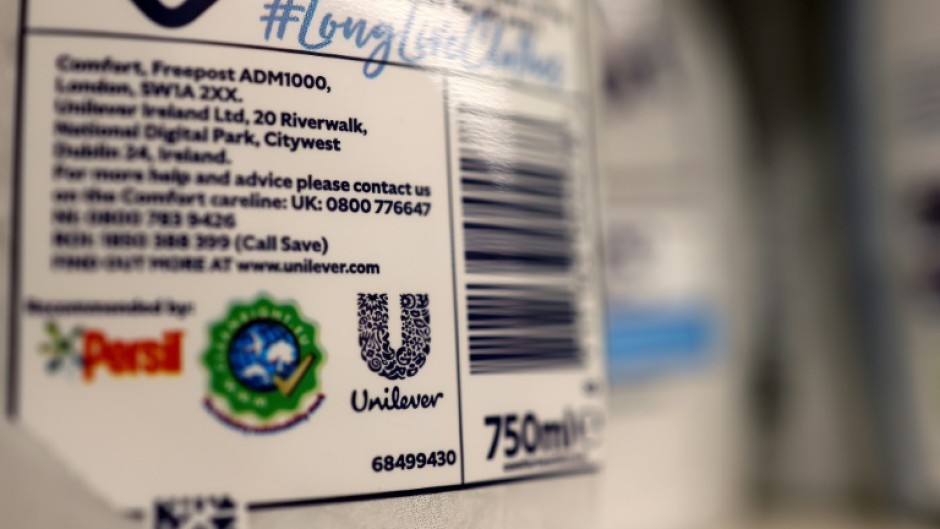 #LongLiveClothes
Comfort, Freepost ADM1000,
London, SW1A 2XX.
Unilever Ireland Ltd, 20 Riverwalk,
National Digital Park, Citywest
Dublin 24, Ireland.
For more help and advice please contact us
on the Comfort careline: UK: 0800 776647
NI: 0800 783 9426
ROI: 1850 388 399 (Call Save)
FIND OUT MORE AT www.unilever.com
Recommended by:
Persil
Unilever
68499430
750ml e